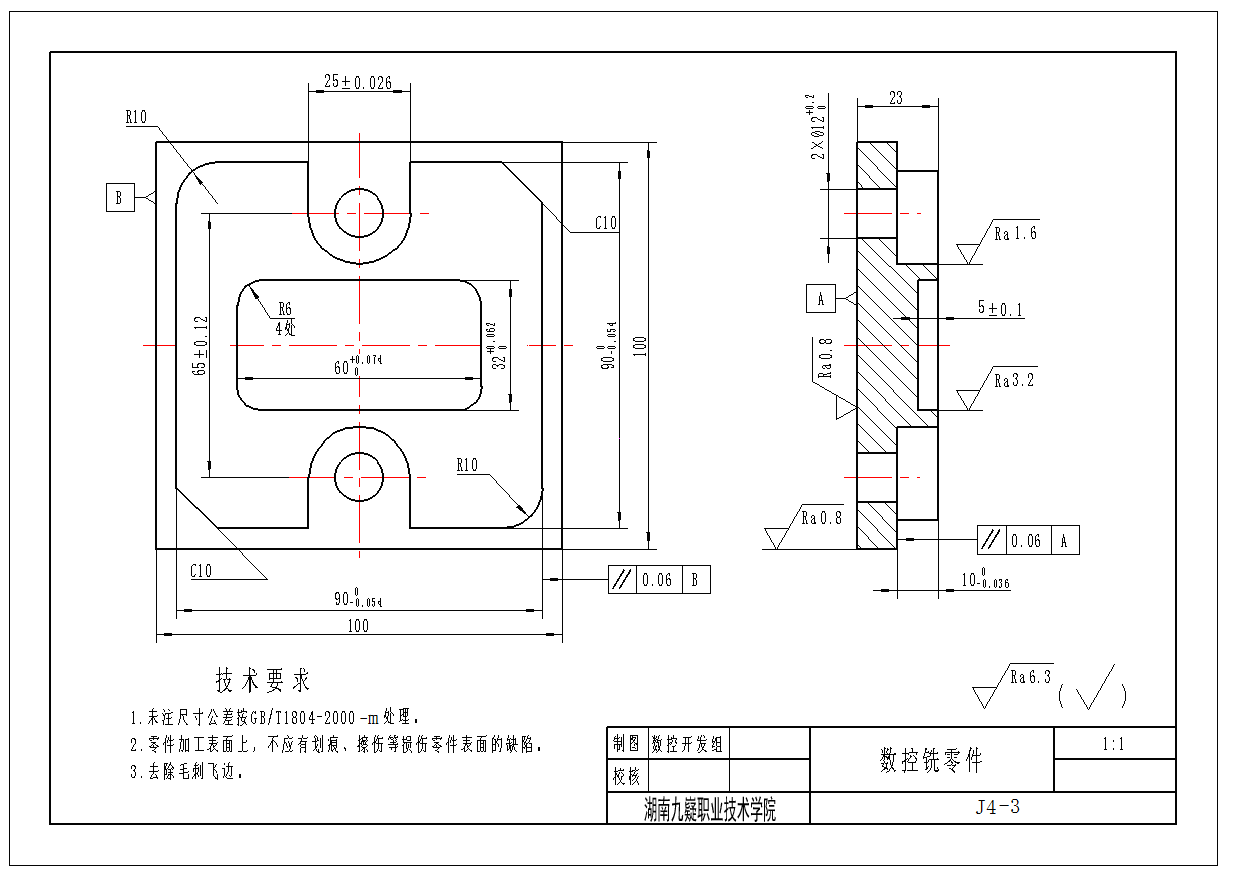 25±0.026
R10
B
C10
R6
4处
65±0.12
60 +0.074 0
32 +0.062 0
90 0 -0.054
100
R10
C10
90 0 -0.054
100
// 0.06 B
23
2×Φ12 +0.2 0
Ra1.6
A
5±0.1
Ra0.8
Ra3.2
Ra0.8
// 0.06 A
10 0 -0.036
Ra6.3 ( )
技术要求
1.未注尺寸公差按GB/T1804-2000-m处理。
2.零件加工表面上，不应有划痕、擦伤等损伤零件表面的缺陷。
3.去除毛刺飞边。
制图 数控开发组
校核
数控铣零件
1:1
湖南九嶷职业技术学院
J4-3